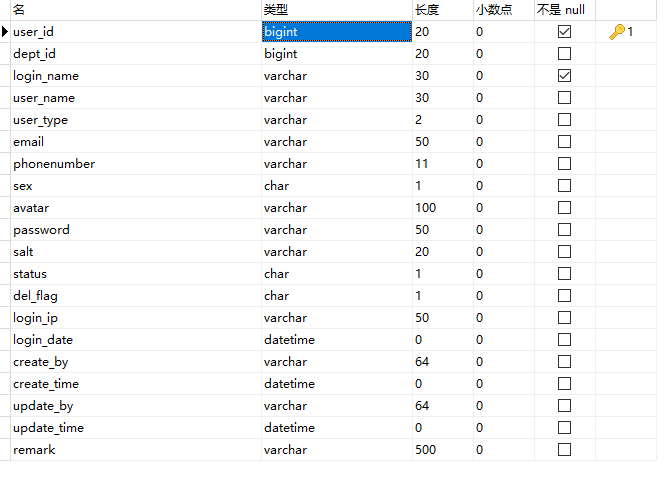 名 类型 长度 小数点 不是 null
user_id bigint 20 0 1
dept_id bigint 20 0
login_name varchar 30 0
user_name varchar 30 0
user_type varchar 2 0
email varchar 50 0
phonenumber varchar 11 0
sex char 1 0
avatar varchar 100 0
password varchar 50 0
salt varchar 20 0
status char 1 0
del_flag char 1 0
login_ip varchar 50 0
login_date datetime 0 0
create_by varchar 64 0
create_time datetime 0 0
update_by varchar 64 0
update_time datetime 0 0
remark varchar 500 0